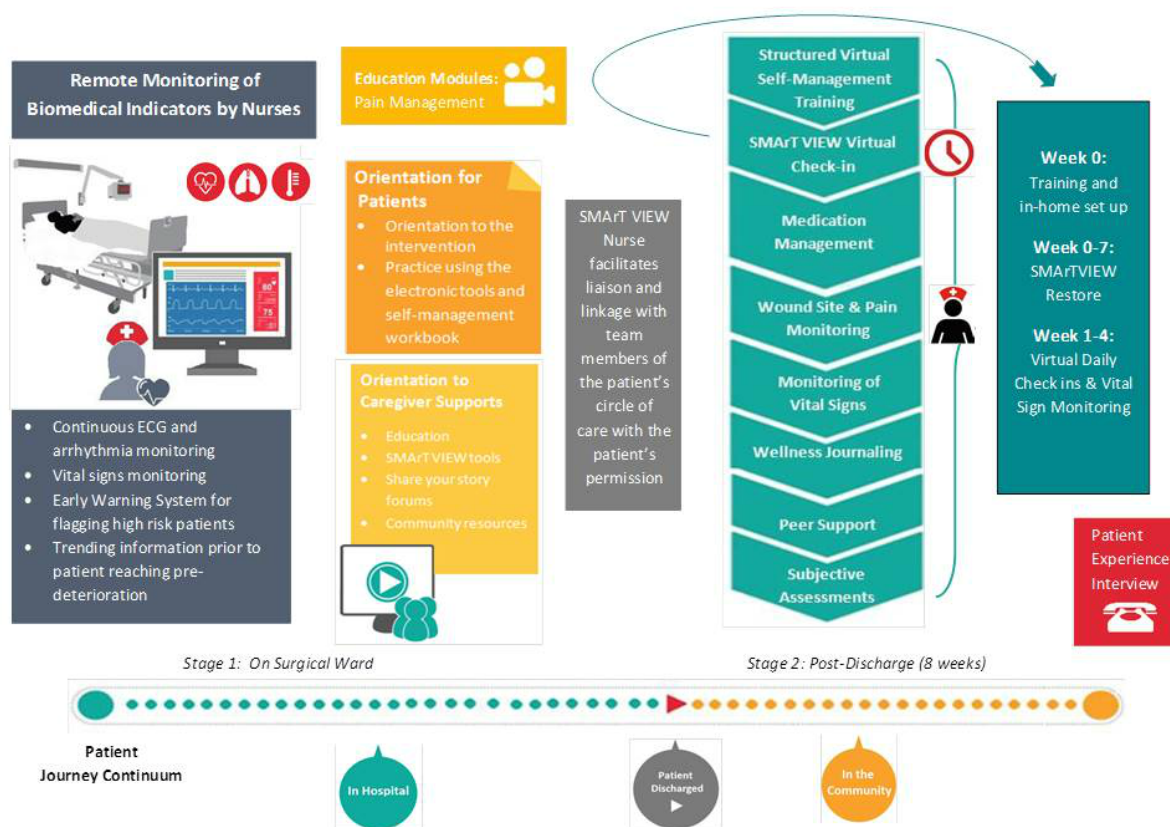 Remote Monitoring of
Biomedical Indicators by Nurses
Continuous ECG and
arrhythmia monitoring
Vital signs monitoring
Early Warning System for
flagging high risk patients
Trending information prior to
patient reaching pre-
deterioration
Education Modules:
Pain Management
Orientation for
Patients
Orientation to the
intervention
Practice using the
electronic tools and
self-management
workbook
Orientation to
Caregiver Supports
Education
SMArT VIEW tools
Share your story
forums
Community resources
SMArT VIEW
Nurse
facilitates
liaison and
linkage with
team
members of
the patient's
circle of
care with the
patient's
permission
Structured Virtual
Self-Management
Training
SMArT VIEW Virtual
Check-in
Medication
Management
Wound Site & Pain
Monitoring
Monitoring of
Vital Signs
Wellness Journaling
Peer Support
Subjective
Assessments
Week 0:
Training and
in-home set up
Week 0-7:
SMArTVIEW
Restore
Week 1-4:
Virtual Daily
Check ins & Vital
Sign Monitoring
Patient
Experience
Interview
Stage 1: On Surgical Ward
Stage 2: Post-Discharge (8 weeks)
Patient
Journey Continuum
In Hospital
Patient
Discharged
In the
Community